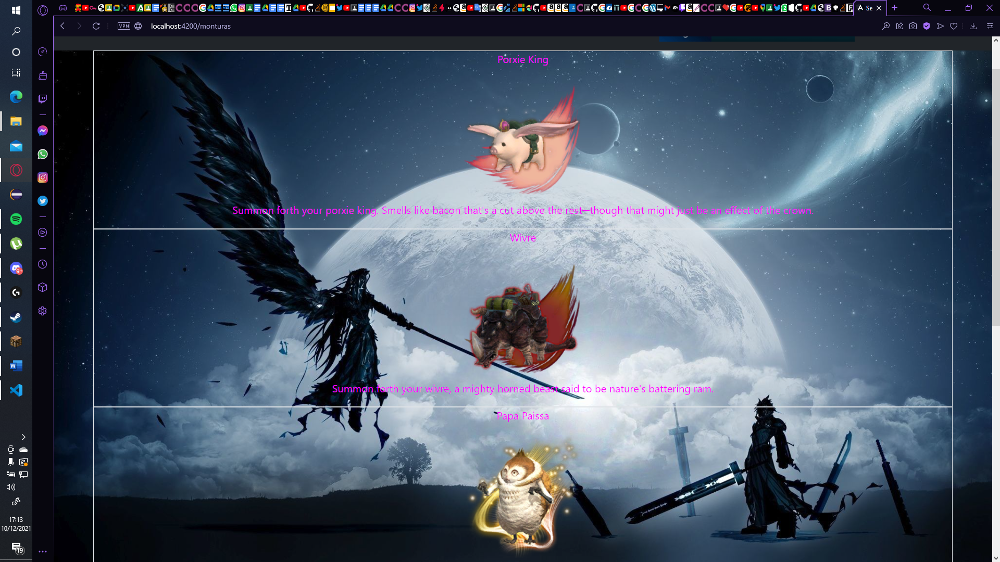 Se
VPN
localhost:4200/monturas
Porxie King
Summon forth your porxie king. Smells like bacon that's a cut above the rest—though that might just be an effect of the crown.
Wivre
Summon forth your wivre, a mighty horned beast said to be nature's battering ram.
Papa Paissa
9+
17:13
10/12/2021
19